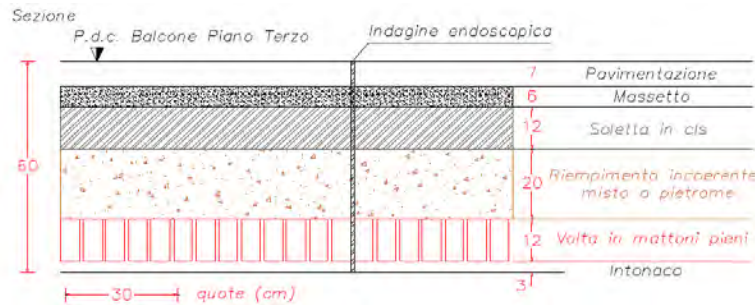 Sezione
P.d.c. Balcone Piano Terzo
Indagine endoscopica
7 Pavimentazione
6 Massetto
12 Soletta in cls
60
20 Riempimento incoerente
misto a pietrame
12 Volta in mattoni pieni
3 Intonaco
30 quote (cm)